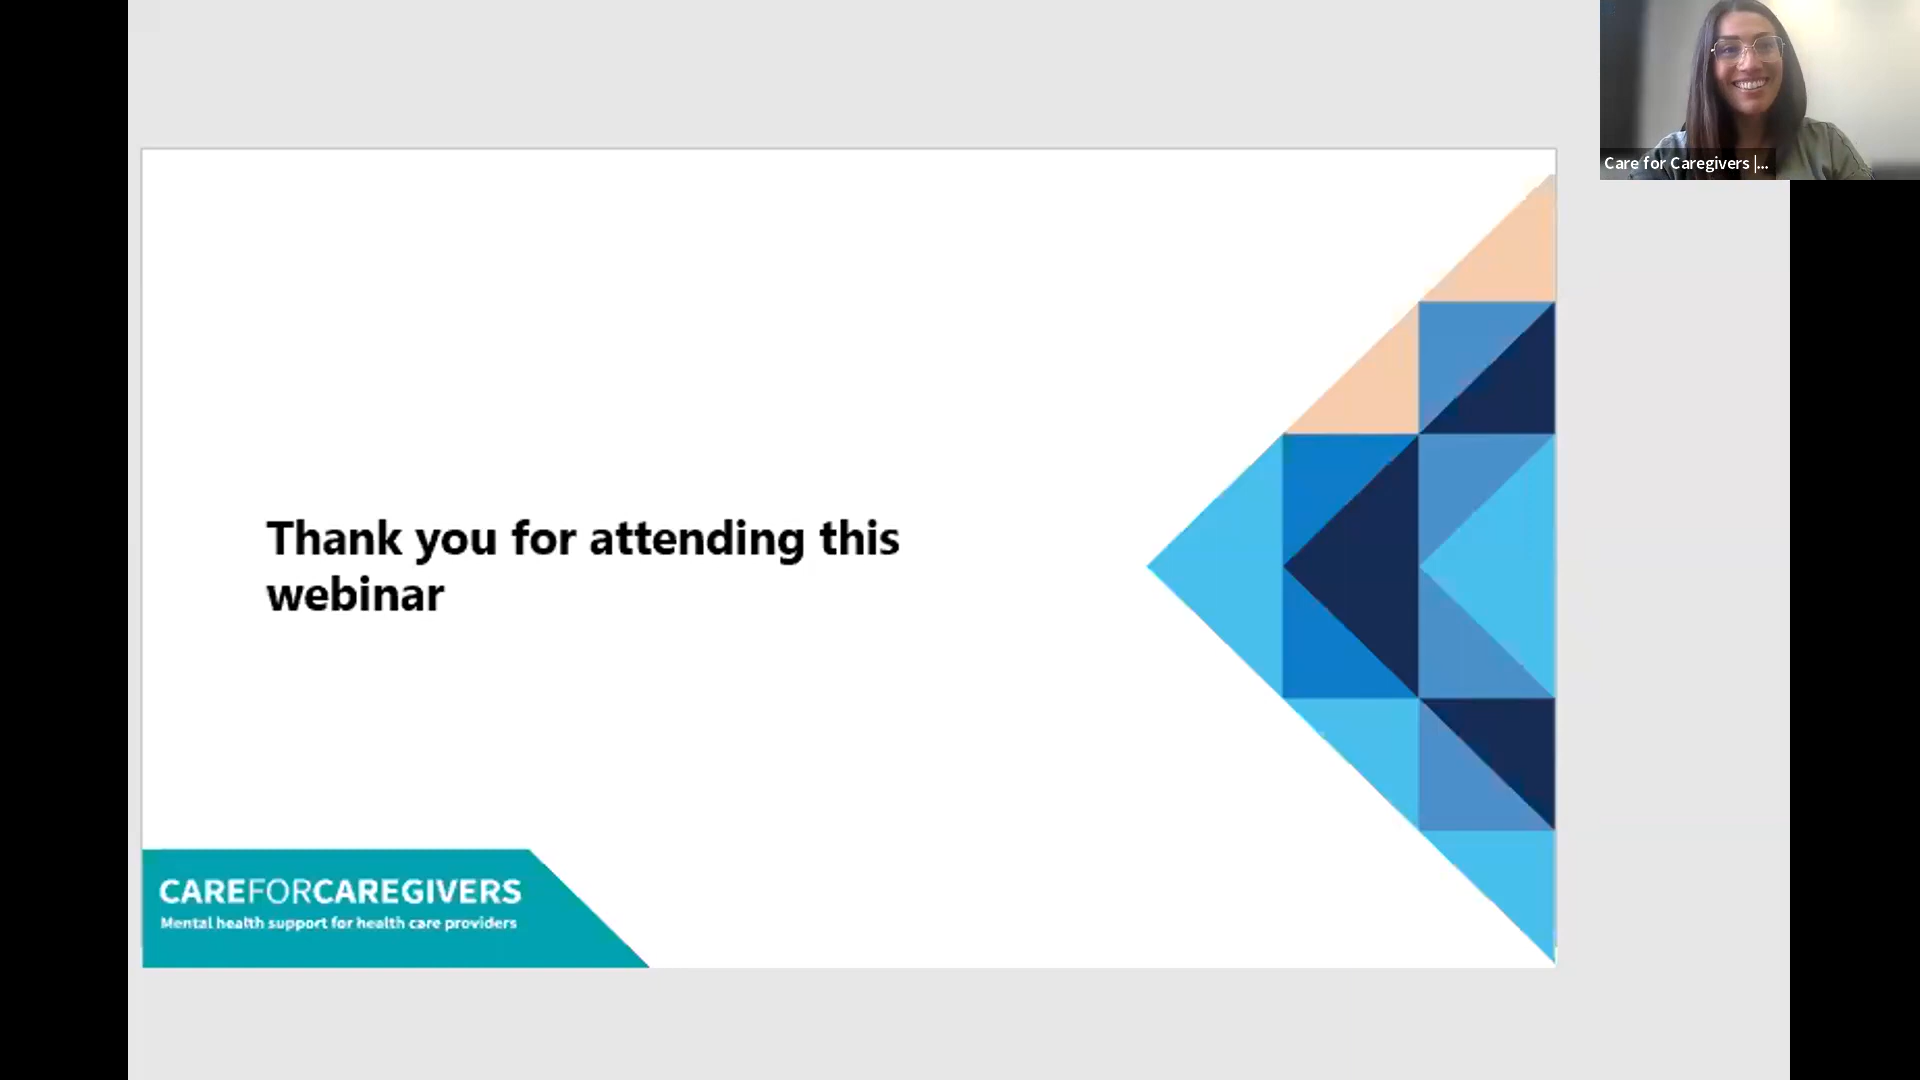 Care for Caregivers |...
Thank you for attending this
webinar
CAREFORCAREGIVERS
Mental health support for health care providers